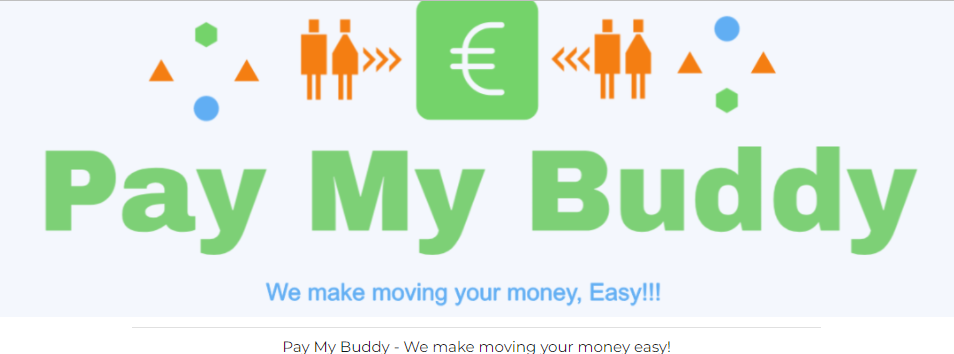 €
Pay My Buddy
We make moving your money, Easy!!!
Pay My Buddy - We make moving your money easy!